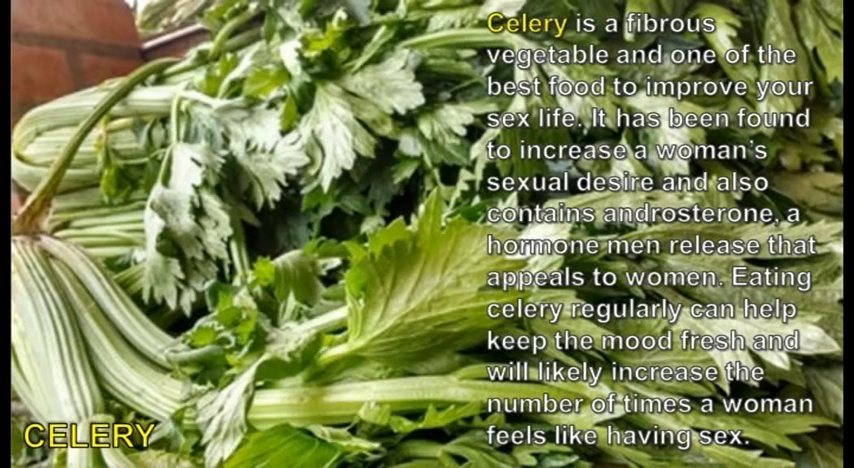 Celery is a fibrous
vegetable and one of the
best food to improve your
sex life. It has been found
to increase a woman's
sexual desire and also
contains androsterone, a
hormone men release that
appeals to women. Eating
celery regularly can help
keep the mood fresh and
will likely increase the
number of times a woman
feels like having sex.
CELERY